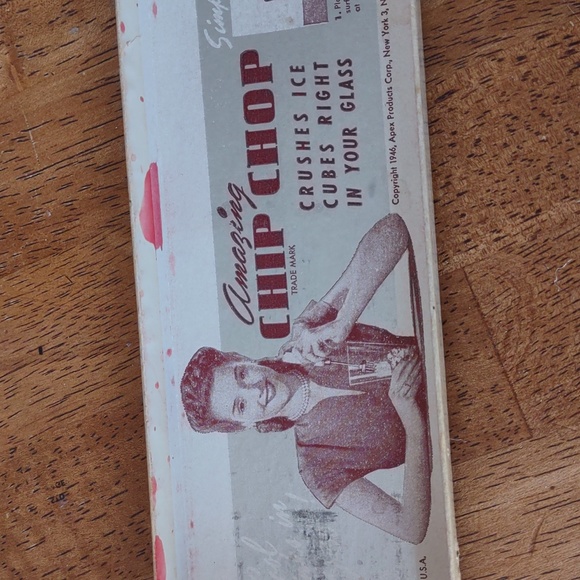 Amazing
CHIP CHOP
TRADE MARK
CRUSHES ICE
CUBES RIGHT
IN YOUR GLASS
Copyright 1946, Apex Products Corp., New York 3, N
U.S.A.